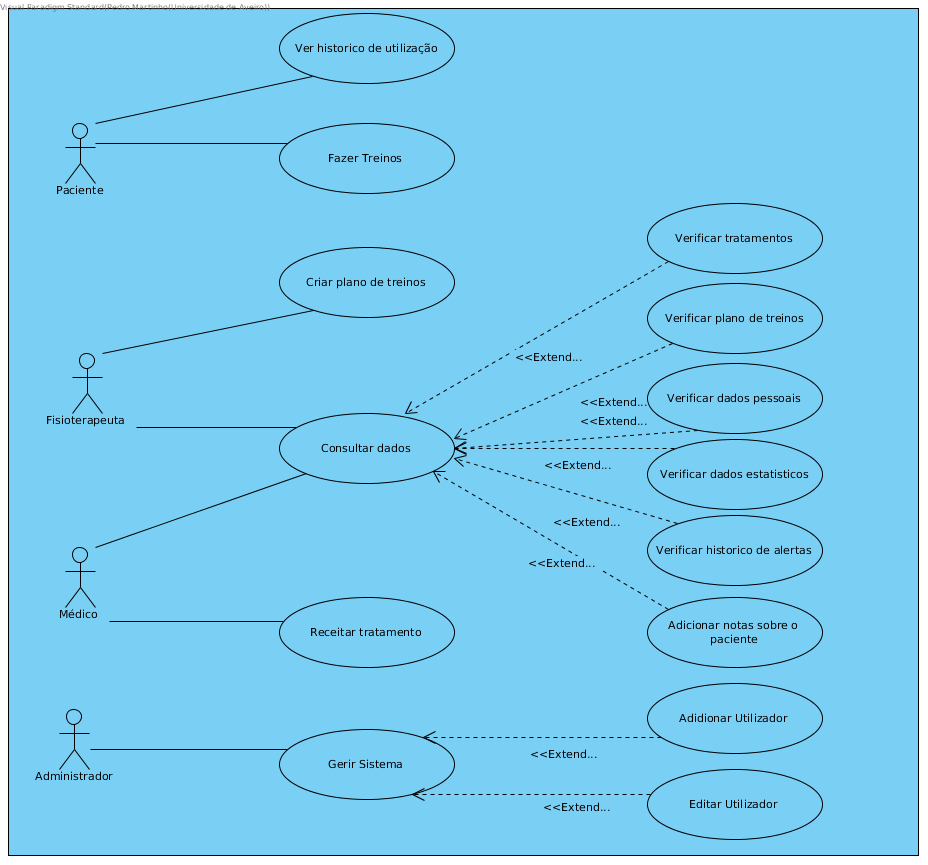 Visual Paradigm Standard(Pedro Martinho(Universidade de Aveiro))
Ver historico de utilização
Fazer Treinos
Paciente
Verificar tratamentos
Criar plano de treinos
Verificar plano de treinos
<<Extend...
<<Extend...
Verificar dados pessoais
Fisioterapeuta
<<Extend...
Consultar dados
<<Extend...
Verificar dados estatisticos
<<Extend...
Verificar historico de alertas
<<Extend...
Médico
Receitar tratamento
Adicionar notas sobre o
paciente
Adidionar Utilizador
<<Extend...
Gerir Sistema
Administrador
Editar Utilizador
<<Extend...